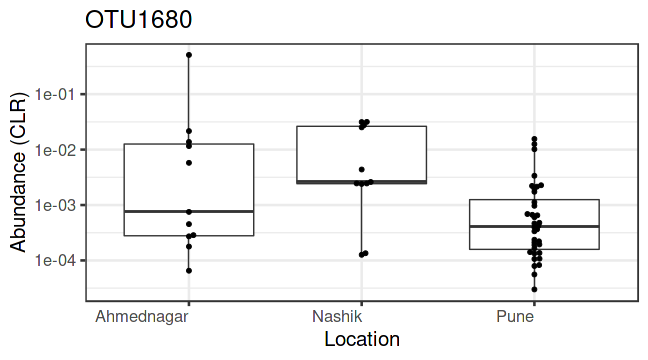 OTU1680
Abundance (CLR)
1e-01
1e-02
1e-03
1e-04
Ahmednagar
Nashik
Pune
Location